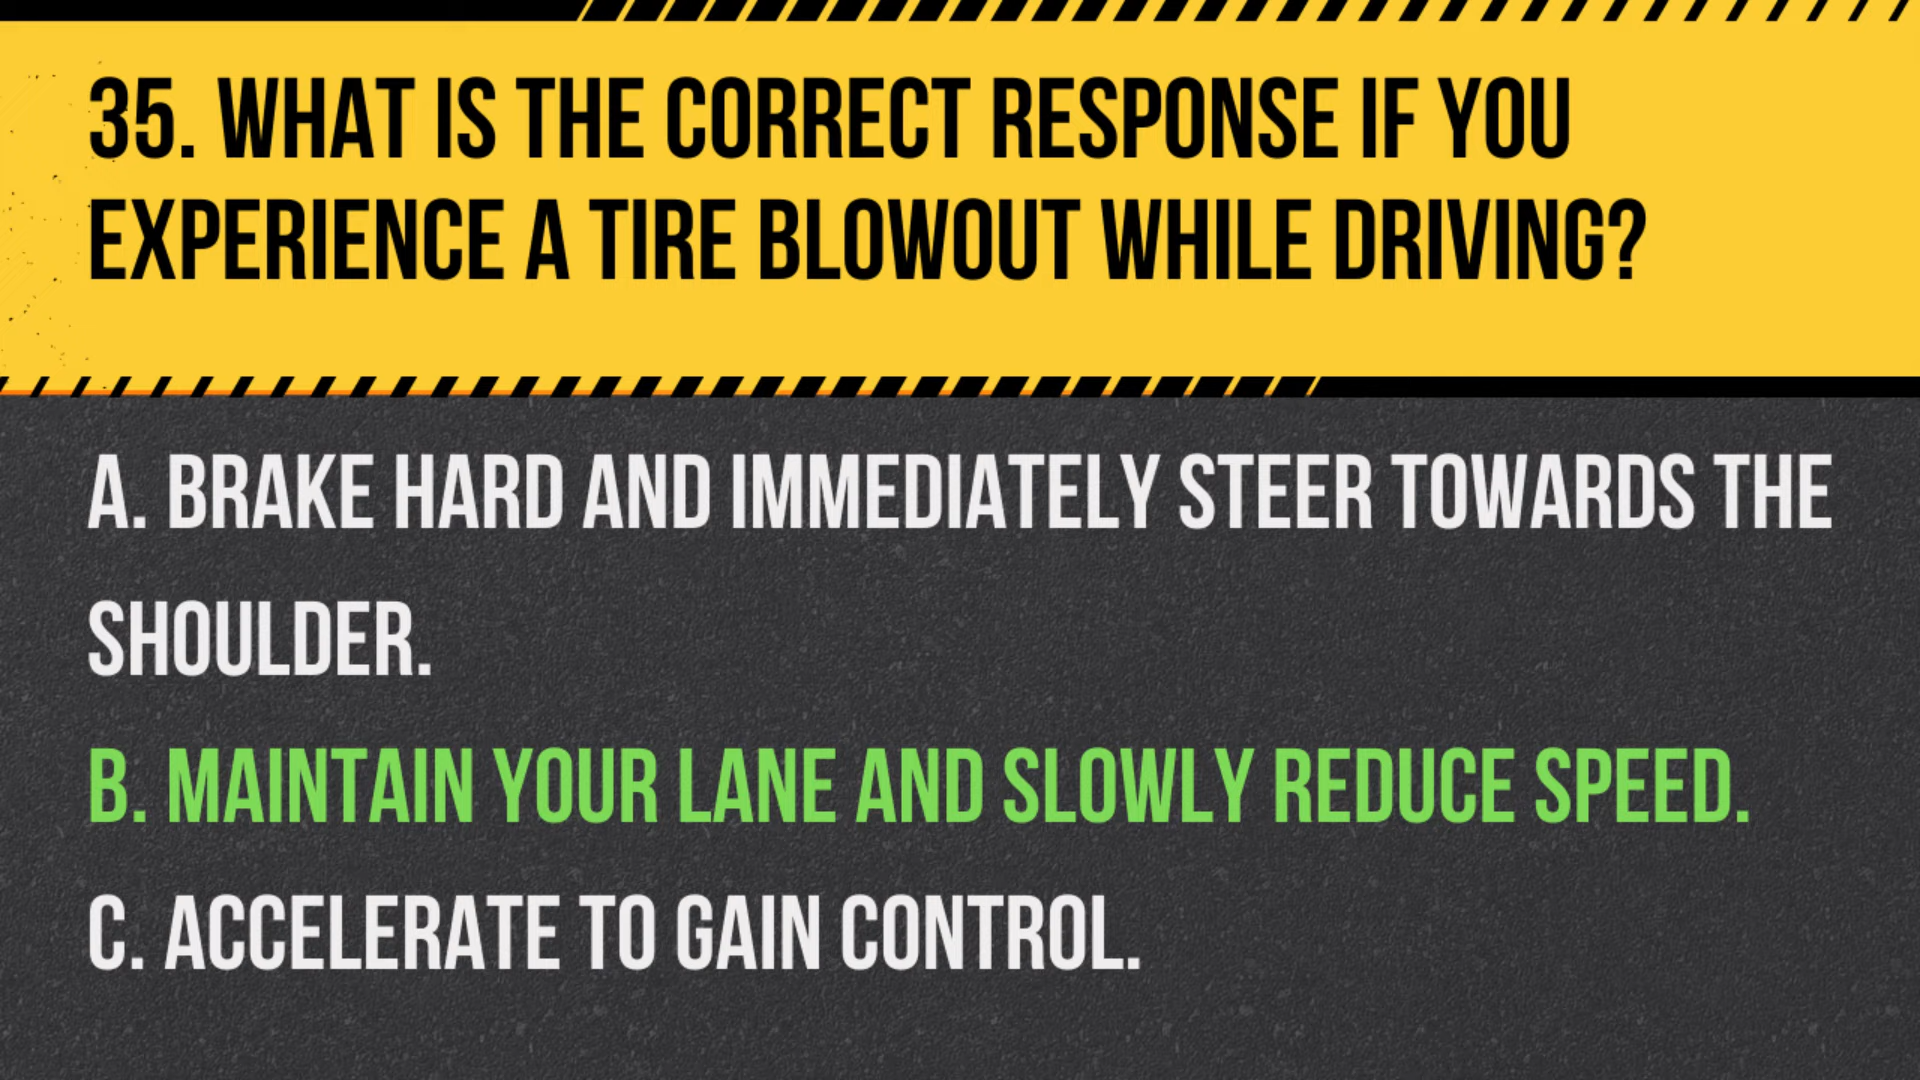 35. WHAT IS THE CORRECT RESPONSE IF YOU
EXPERIENCE A TIRE BLOWOUT WHILE DRIVING?
A. BRAKE HARD AND IMMEDIATELY STEER TOWARDS THE
SHOULDER.
B. MAINTAIN YOUR LANE AND SLOWLY REDUCE SPEED.
C. ACCELERATE TO GAIN CONTROL.